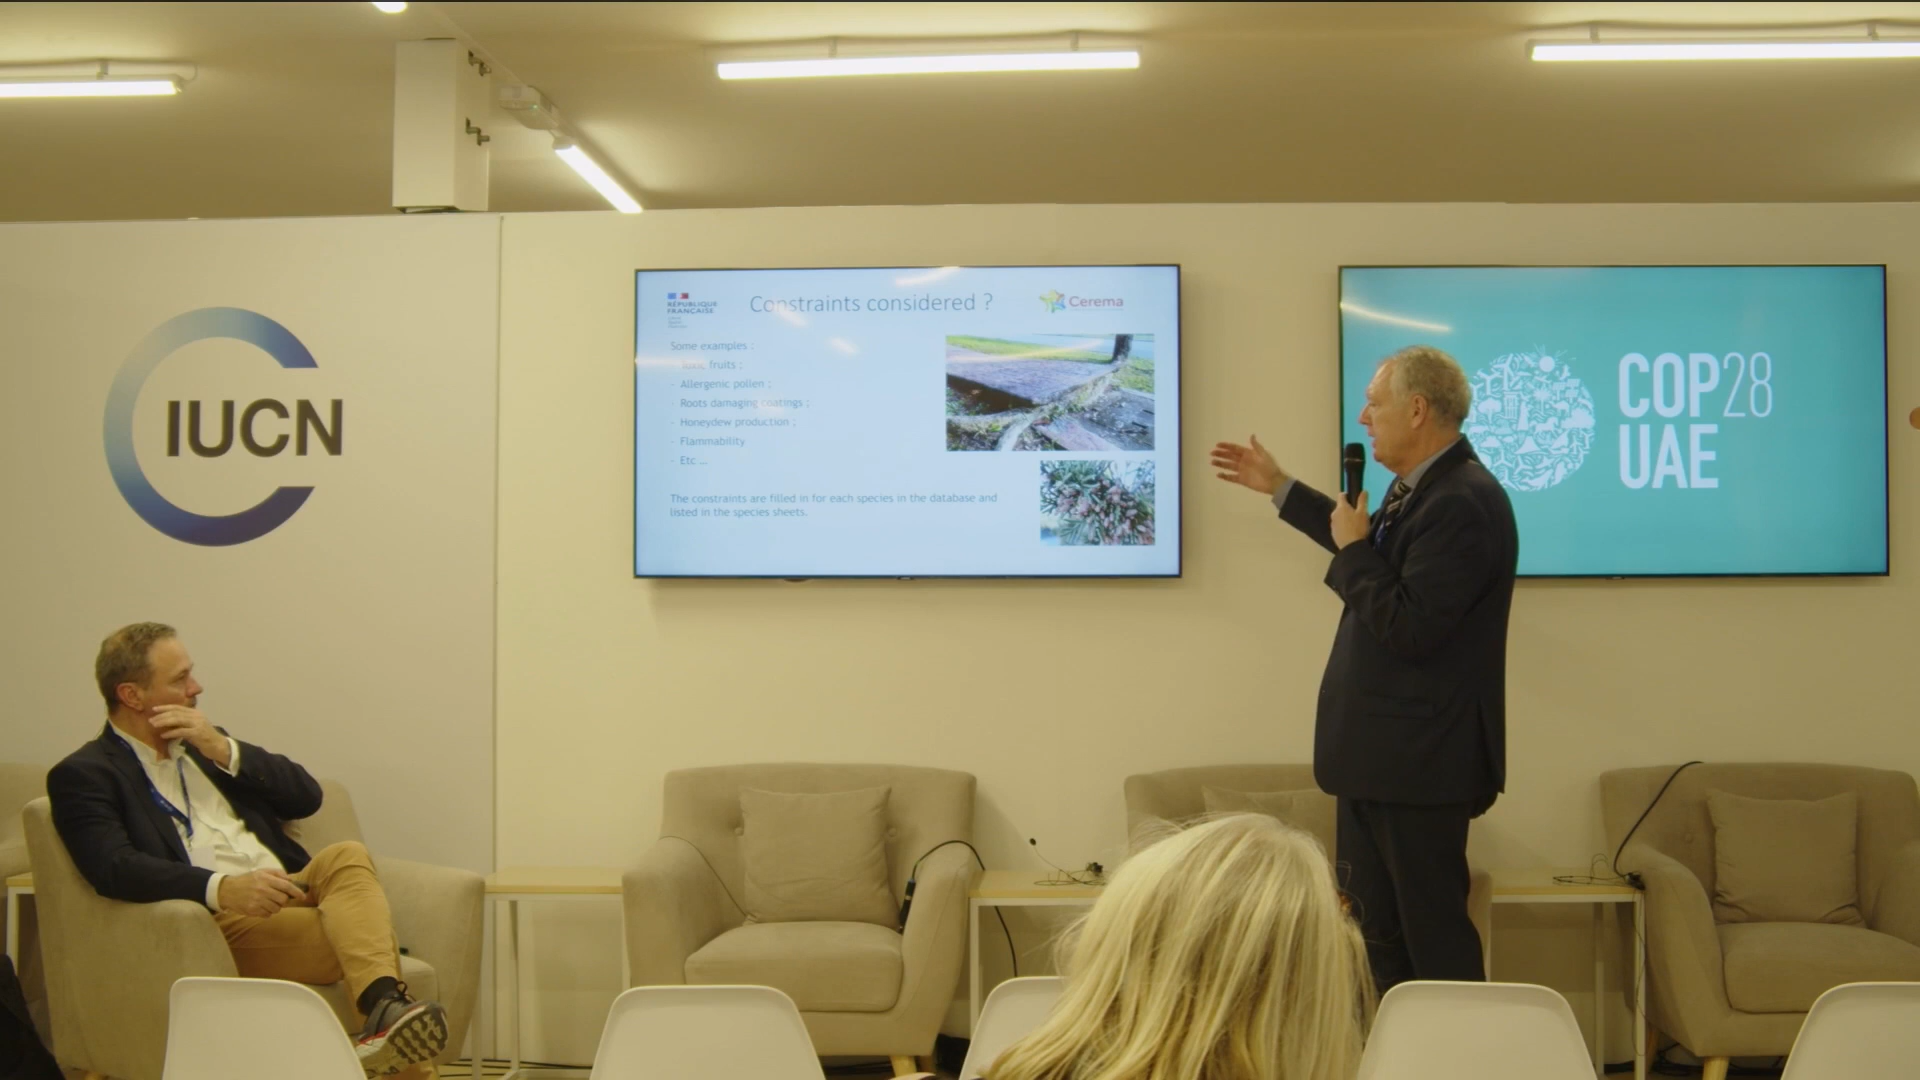 IUCN
RÉPUBLIQUE
FRANÇAISE
Constraints considered ?
Cerema
Some examples :
- Toxic fruits ;
- Allergenic pollen ;
- Roots damaging coatings ;
- Honeydew production ;
- Flammability
- Etc ...
The constraints are filled in for each species in the database and
listed in the species sheets.
COP28
UAE